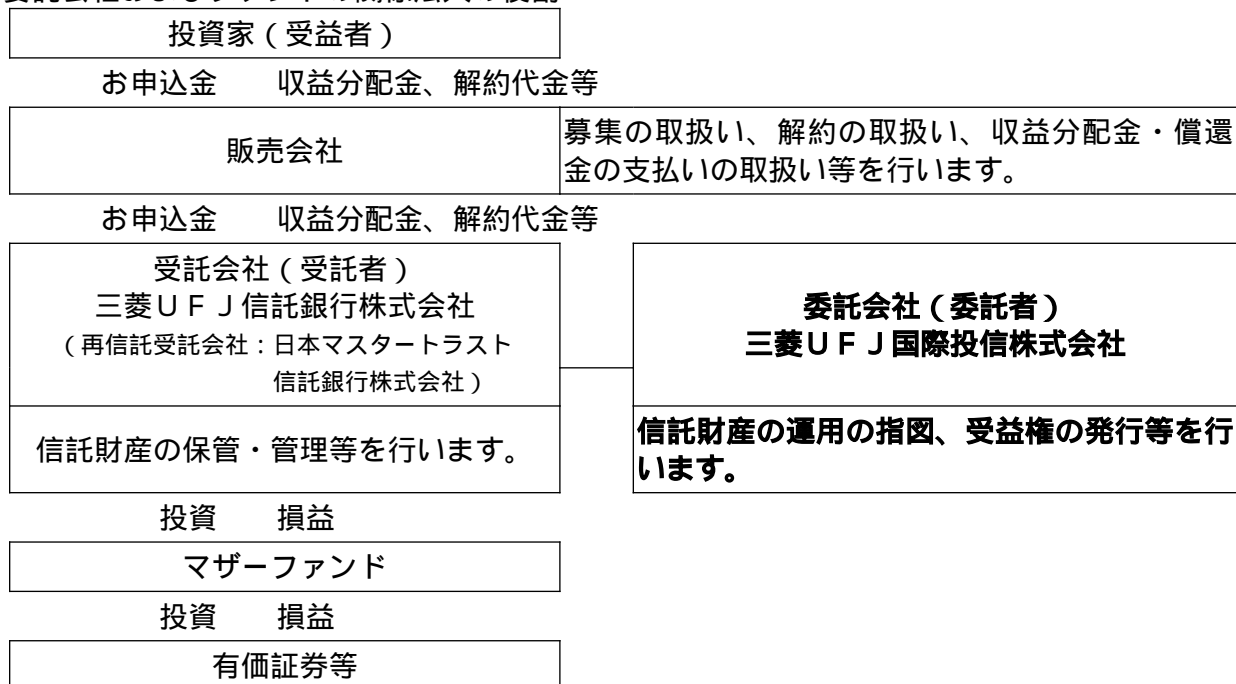 投資家（受益者）
お申込金　　収益分配金、解約代金等
販売会社
募集の取扱い、解約の取扱い、収益分配金・償還
金の支払いの取扱い等を行います。
お申込金　　収益分配金、解約代金等
受託会社（受託者）
三菱ＵＦＪ信託銀行株式会社
（再信託受託会社：日本マスタートラスト
信託銀行株式会社）
委託会社（委託者）
三菱ＵＦＪ国際投信株式会社
信託財産の保管・管理等を行います。
信託財産の運用の指図、受益権の発行等を行
います。
投資　　損益
マザーファンド
投資　　損益
有価証券等